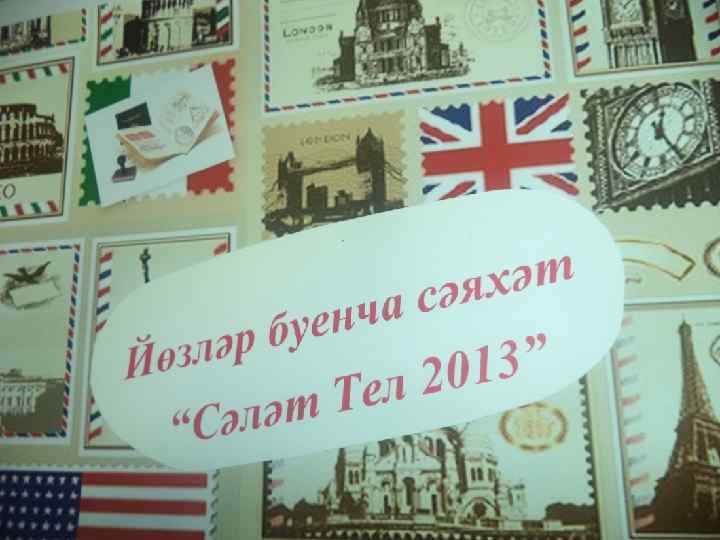 LONDON
LONDON
Йөзләр буенча сәяхәт
“Сәләт Тел 2013”